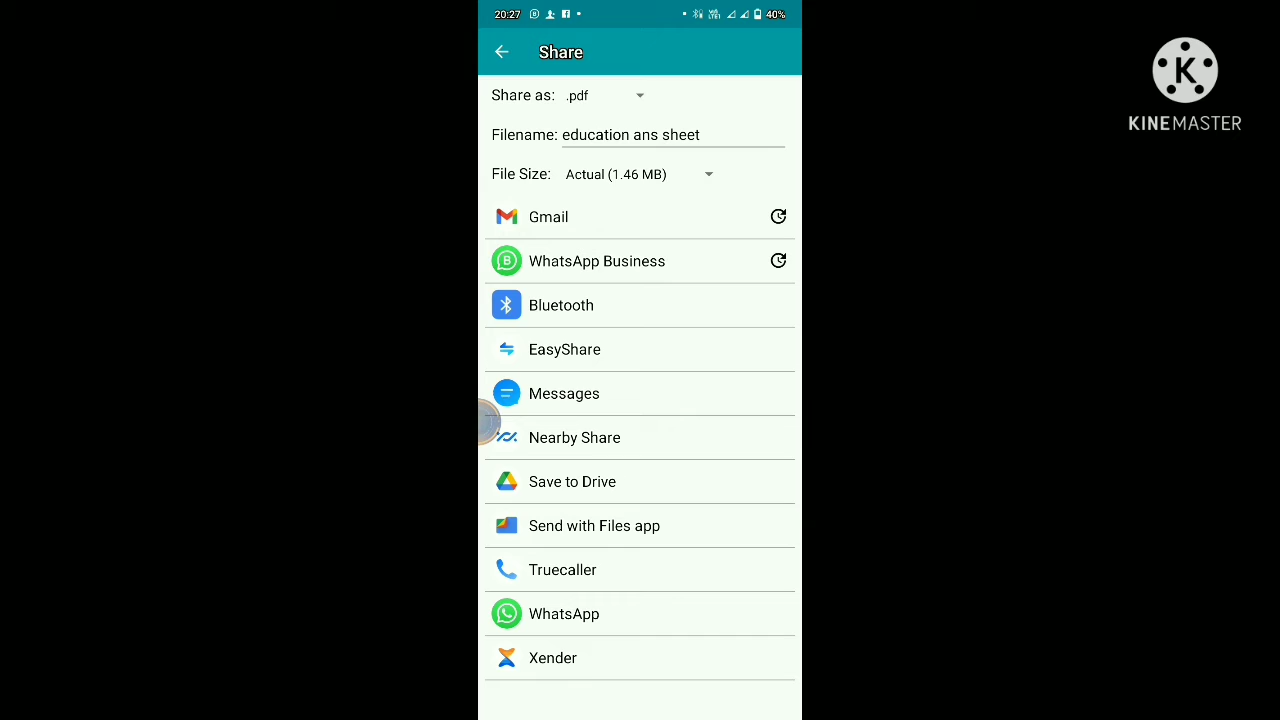 20:27 40%
Share
Share as: .pdf
Filename: education ans sheet
File Size: Actual (1.46 MB)
Gmail
WhatsApp Business
Bluetooth
EasyShare
Messages
Nearby Share
Save to Drive
Send with Files app
Truecaller
WhatsApp
Xender
K
KINEMASTER